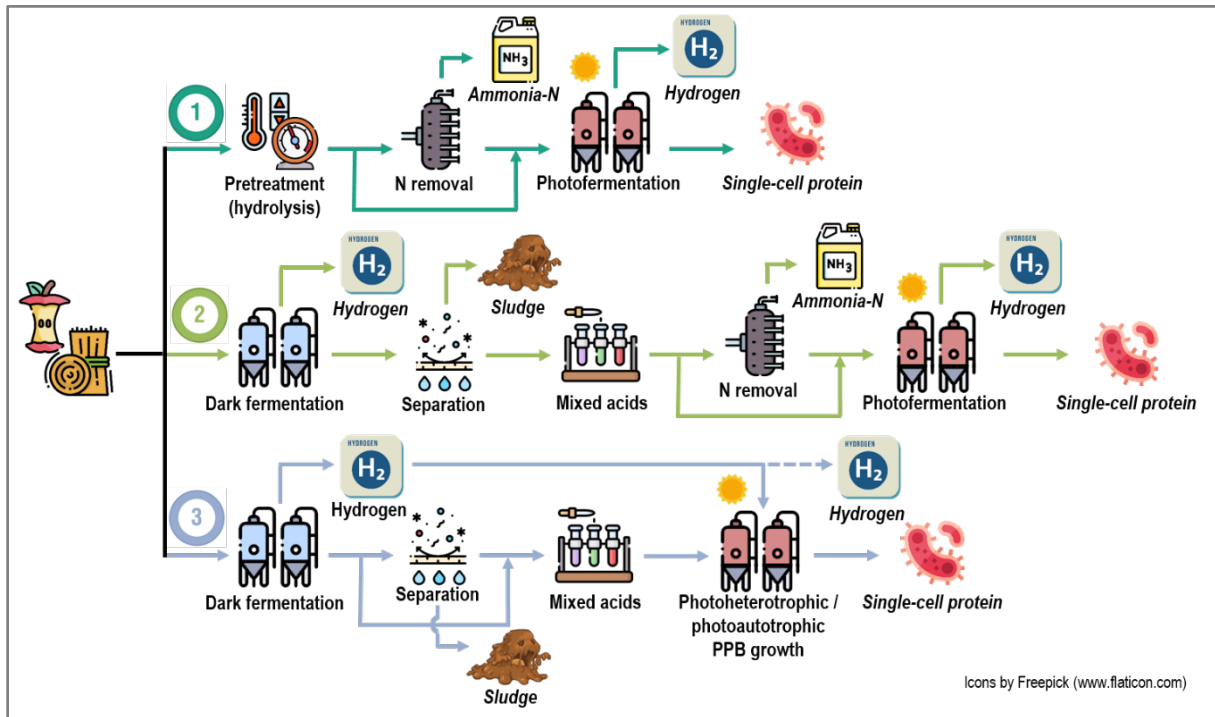 HYDROGEN
H2
NH3
Ammonia-N
Hydrogen
1
Pretreatment
(hydrolysis)
N removal
Photofermentation
Single-cell protein
HYDROGEN
H2
Hydrogen
Sludge
NH3
Ammonia-N
HYDROGEN
H2
Hydrogen
2
Dark fermentation
Separation
Mixed acids
N removal
Photofermentation
Single-cell protein
HYDROGEN
H2
Hydrogen
HYDROGEN
H2
Hydrogen
3
Dark fermentation
Separation
Mixed acids
Photoheterotrophic /
photoautotrophic
PPB growth
Single-cell protein
Sludge
Icons by Freepick (www.flaticon.com)